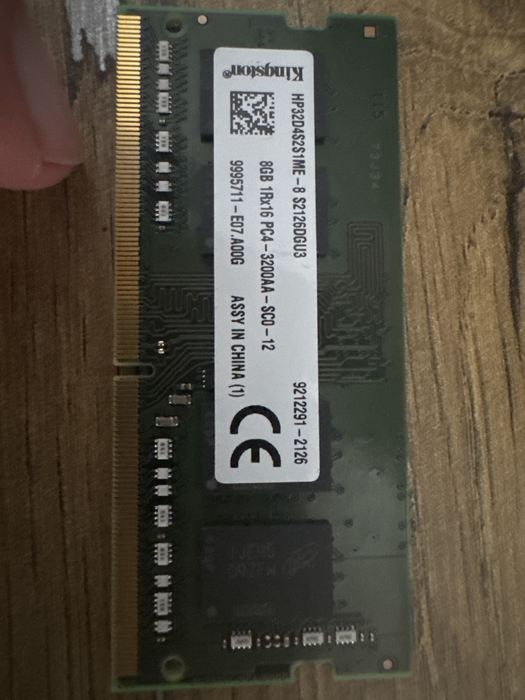 Kingston®
HP32D4S2S1ME-8 S2126DGU3
8GB 1Rx16 PC4-3200AA-SC0-12
9995711-E07.A00G
ASSY IN CHINA (1)
9212291-2126
CE